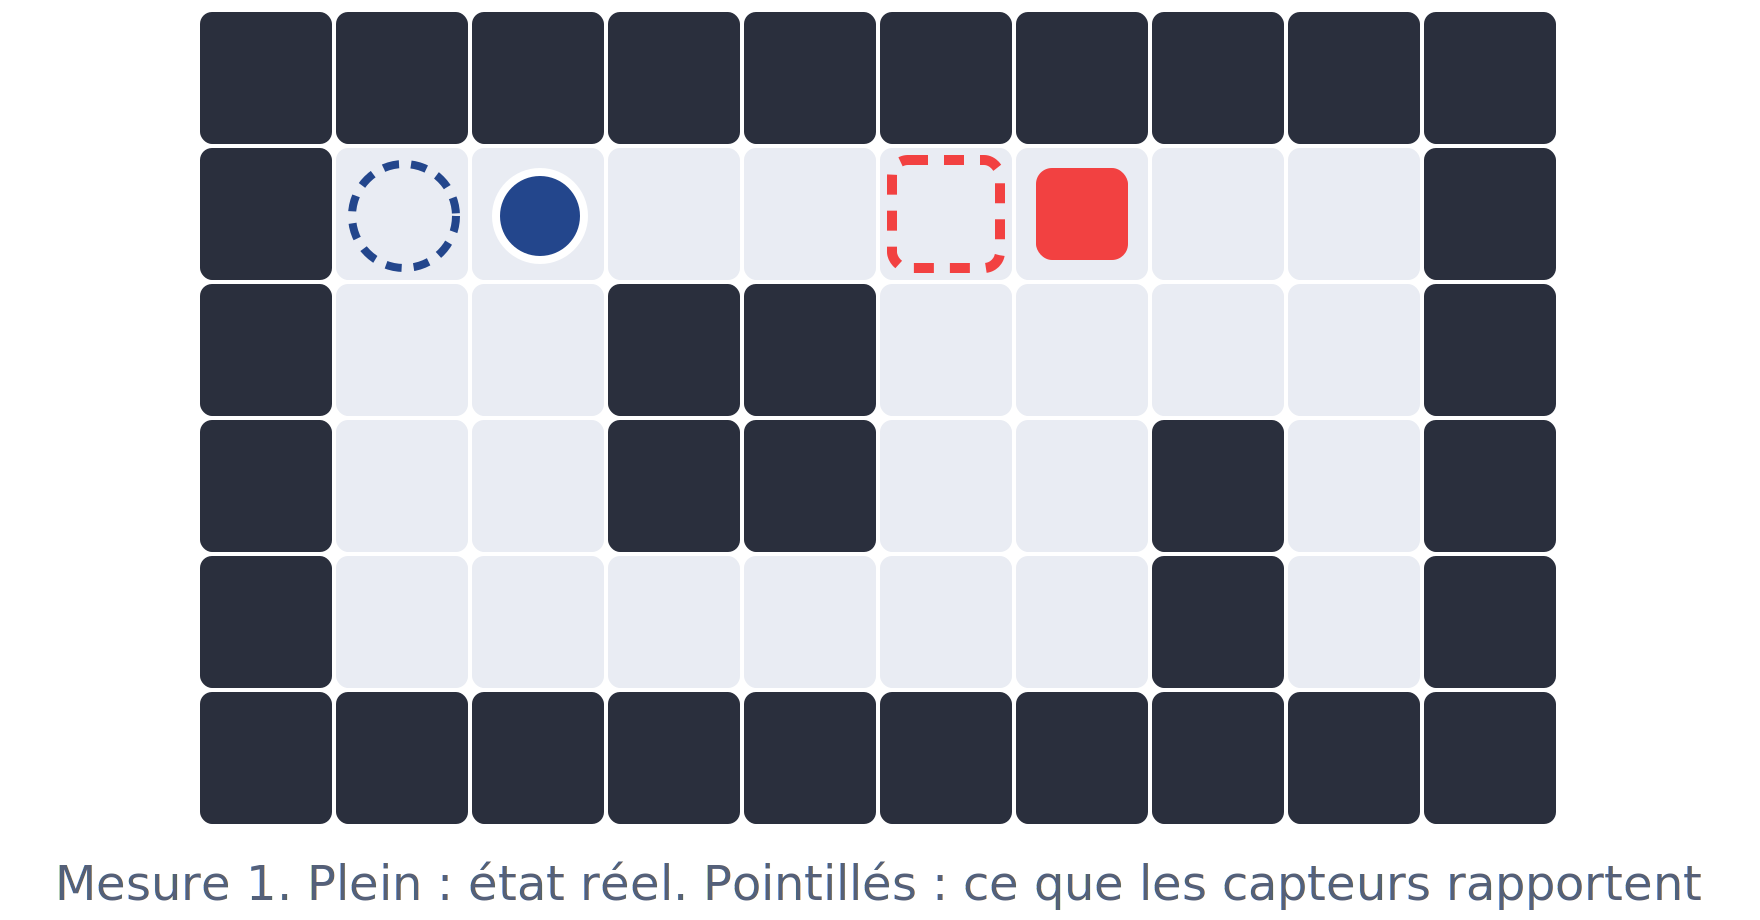 Mesure 1. Plein : état réel. Pointillés : ce que les capteurs rapportent